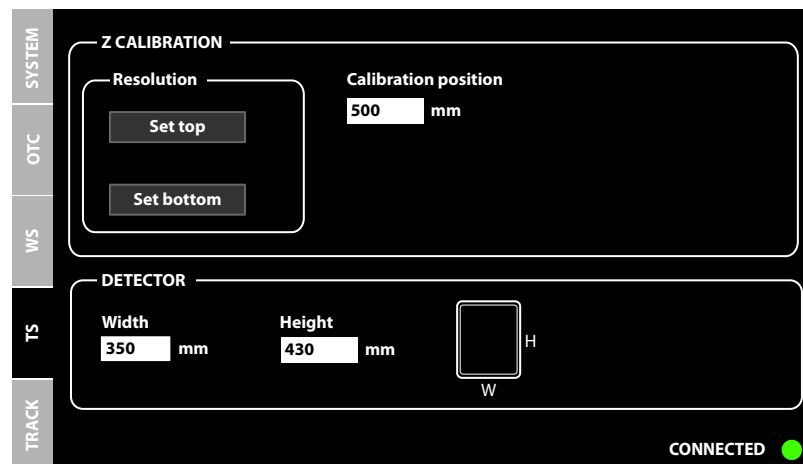 SYSTEM
OTC
WS
TS
TRACK
Z CALIBRATION
Resolution
Set top
Set bottom
Calibration position
500 mm
DETECTOR
Width
350 mm
Height
430 mm
H
W
CONNECTED